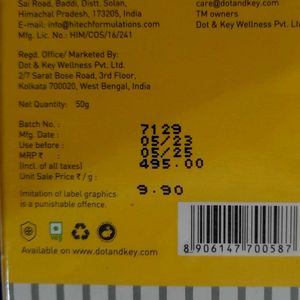 Sai Road, Baddi, Distt. Solan,
Himachal Pradesh, 173205, India
E-mail: info@hitechformulations.com
Mfg. Lic. No.: HIM/COS/16/241
care@dotandkey.com
TM owners
Dot & Key Wellness Pvt. Ltd.
Regd. Office/ Marketed By:
Dot & Key Wellness Pvt. Ltd.
2/7 Sarat Bose Road, 3rd Floor,
Kolkata 700020, West Bengal, India
Net Quantity: 50g
Batch No. : 7129
Mfg. Date : 05/23
Use before : 05/25
MRP ₹ : 495.00
(incl.of all taxes)
Unit Sale Price ₹ / g : 9.90
Imitation of label graphics
is a punishable offence.
Available on www.dotandkey.com
8 906147 700587